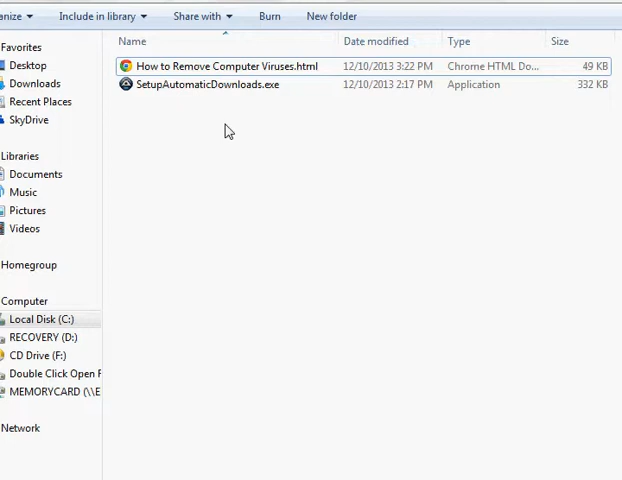 anize Include in library Share with Burn New folder
Name Date modified Type Size
Favorites
Desktop
Downloads
Recent Places
SkyDrive
Libraries
Documents
Music
Pictures
Videos
Homegroup
Computer
Local Disk (C:)
RECOVERY (D:)
CD Drive (F:)
Double Click Open F
MEMORYCARD (\\E
Network
How to Remove Computer Viruses.html 12/10/2013 3:22 PM Chrome HTML Do... 49 KB
SetupAutomaticDownloads.exe 12/10/2013 2:17 PM Application 332 KB